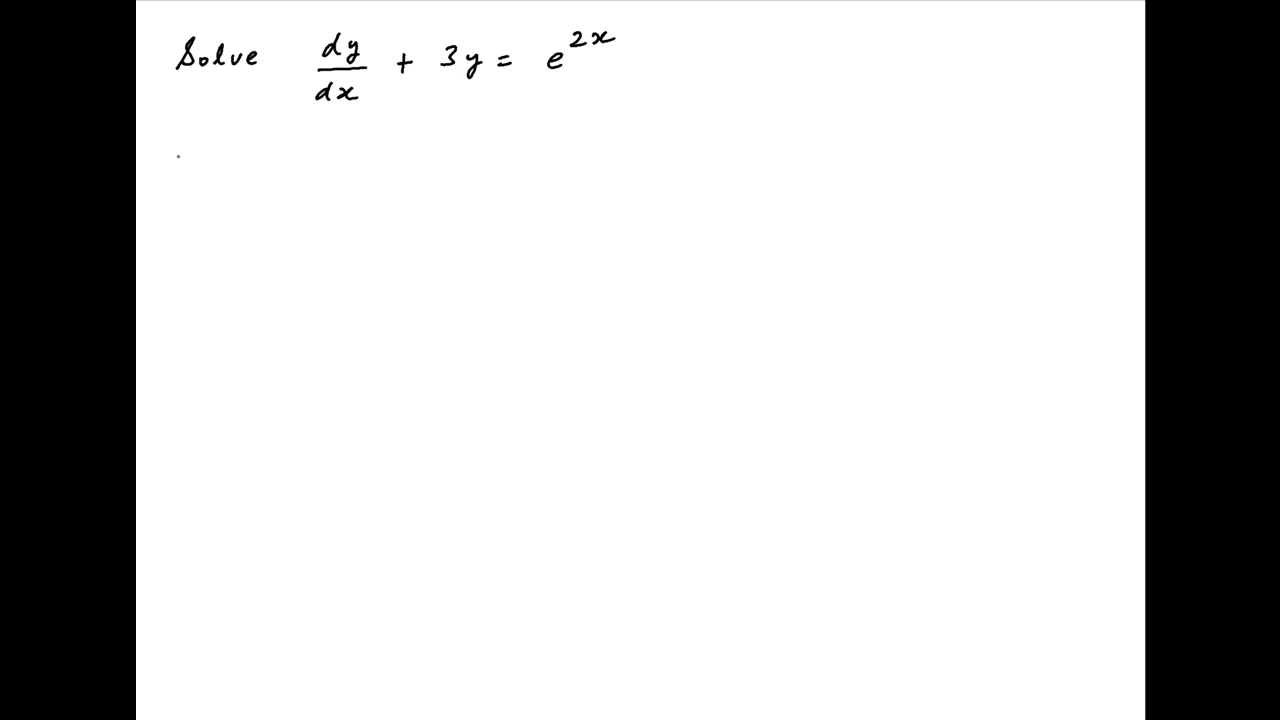 Solve dy/dx + 3y = e^{2x}